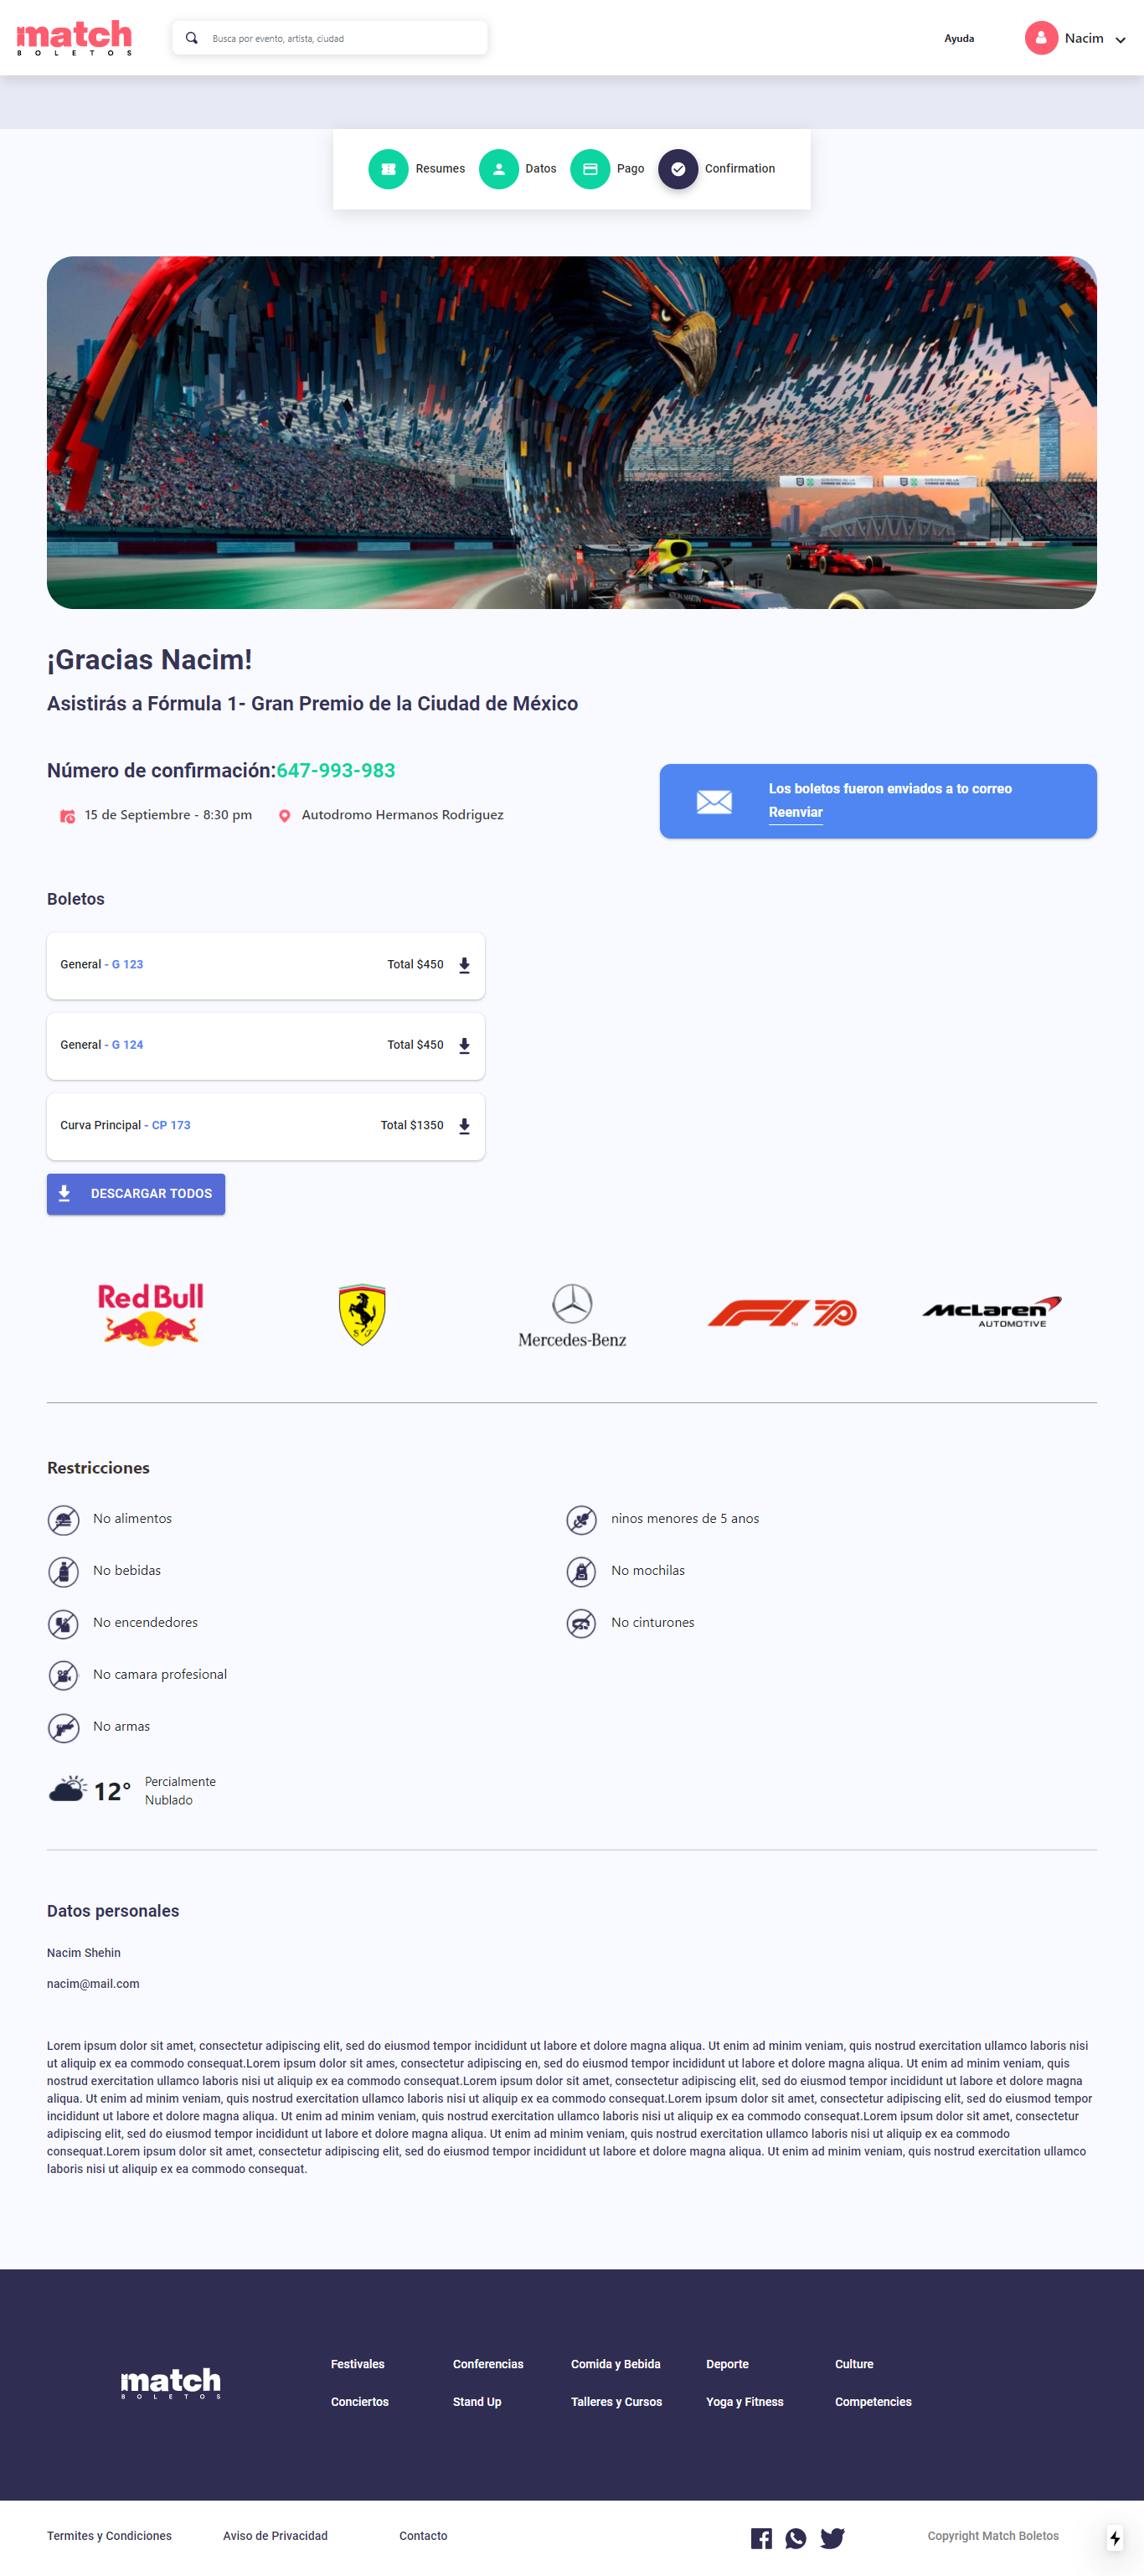 match
BOLETOS
Busca por evento, artista, ciudad
Ayuda
Nacim
Resumes
Datos
Pago
Confirmation
ASTON MARTIN
¡Gracias Nacim!
Asistirás a Fórmula 1- Gran Premio de la Ciudad de México
Número de confirmación:647-993-983
15 de Septiembre - 8:30 pm
Autodromo Hermanos Rodriguez
Los boletos fueron enviados a to correo
Reenviar
Boletos
General - G 123
Total $450
General - G 124
Total $450
Curva Principal - CP 173
Total $1350
DESCARGAR TODOS
Red Bull
S F
Mercedes-Benz
F1 70
McLaren
AUTOMOTIVE
Restricciones
No alimentos
ninos menores de 5 anos
No bebidas
No mochilas
No encendedores
No cinturones
No camara profesional
No armas
12°
Percialmente
Nublado
Datos personales
Nacim Shehin
nacim@mail.com
Lorem ipsum dolor sit amet, consectetur adipiscing elit, sed do eiusmod tempor incididunt ut labore et dolore magna aliqua. Ut enim ad minim veniam, quis nostrud exercitation ullamco laboris nisi
ut aliquip ex ea commodo consequat.Lorem ipsum dolor sit ames, consectetur adipiscing en, sed do eiusmod tempor incididunt ut labore et dolore magna aliqua. Ut enim ad minim veniam, quis
nostrud exercitation ullamco laboris nisi ut aliquip ex ea commodo consequat.Lorem ipsum dolor sit amet, consectetur adipiscing elit, sed do eiusmod tempor incididunt ut labore et dolore magna
aliqua. Ut enim ad minim veniam, quis nostrud exercitation ullamco laboris nisi ut aliquip ex ea commodo consequat.Lorem ipsum dolor sit amet, consectetur adipiscing elit, sed do eiusmod tempor
incididunt ut labore et dolore magna aliqua. Ut enim ad minim veniam, quis nostrud exercitation ullamco laboris nisi ut aliquip ex ea commodo consequat.Lorem ipsum dolor sit amet, consectetur
adipiscing elit, sed do eiusmod tempor incididunt ut labore et dolore magna aliqua. Ut enim ad minim veniam, quis nostrud exercitation ullamco laboris nisi ut aliquip ex ea commodo
consequat.Lorem ipsum dolor sit amet, consectetur adipiscing elit, sed do eiusmod tempor incididunt ut labore et dolore magna aliqua. Ut enim ad minim veniam, quis nostrud exercitation ullamco
laboris nisi ut aliquip ex ea commodo consequat.
match
BOLETOS
Festivales
Conferencias
Comida y Bebida
Deporte
Culture
Conciertos
Stand Up
Talleres y Cursos
Yoga y Fitness
Competencies
Termites y Condiciones
Aviso de Privacidad
Contacto
Copyright Match Boletos